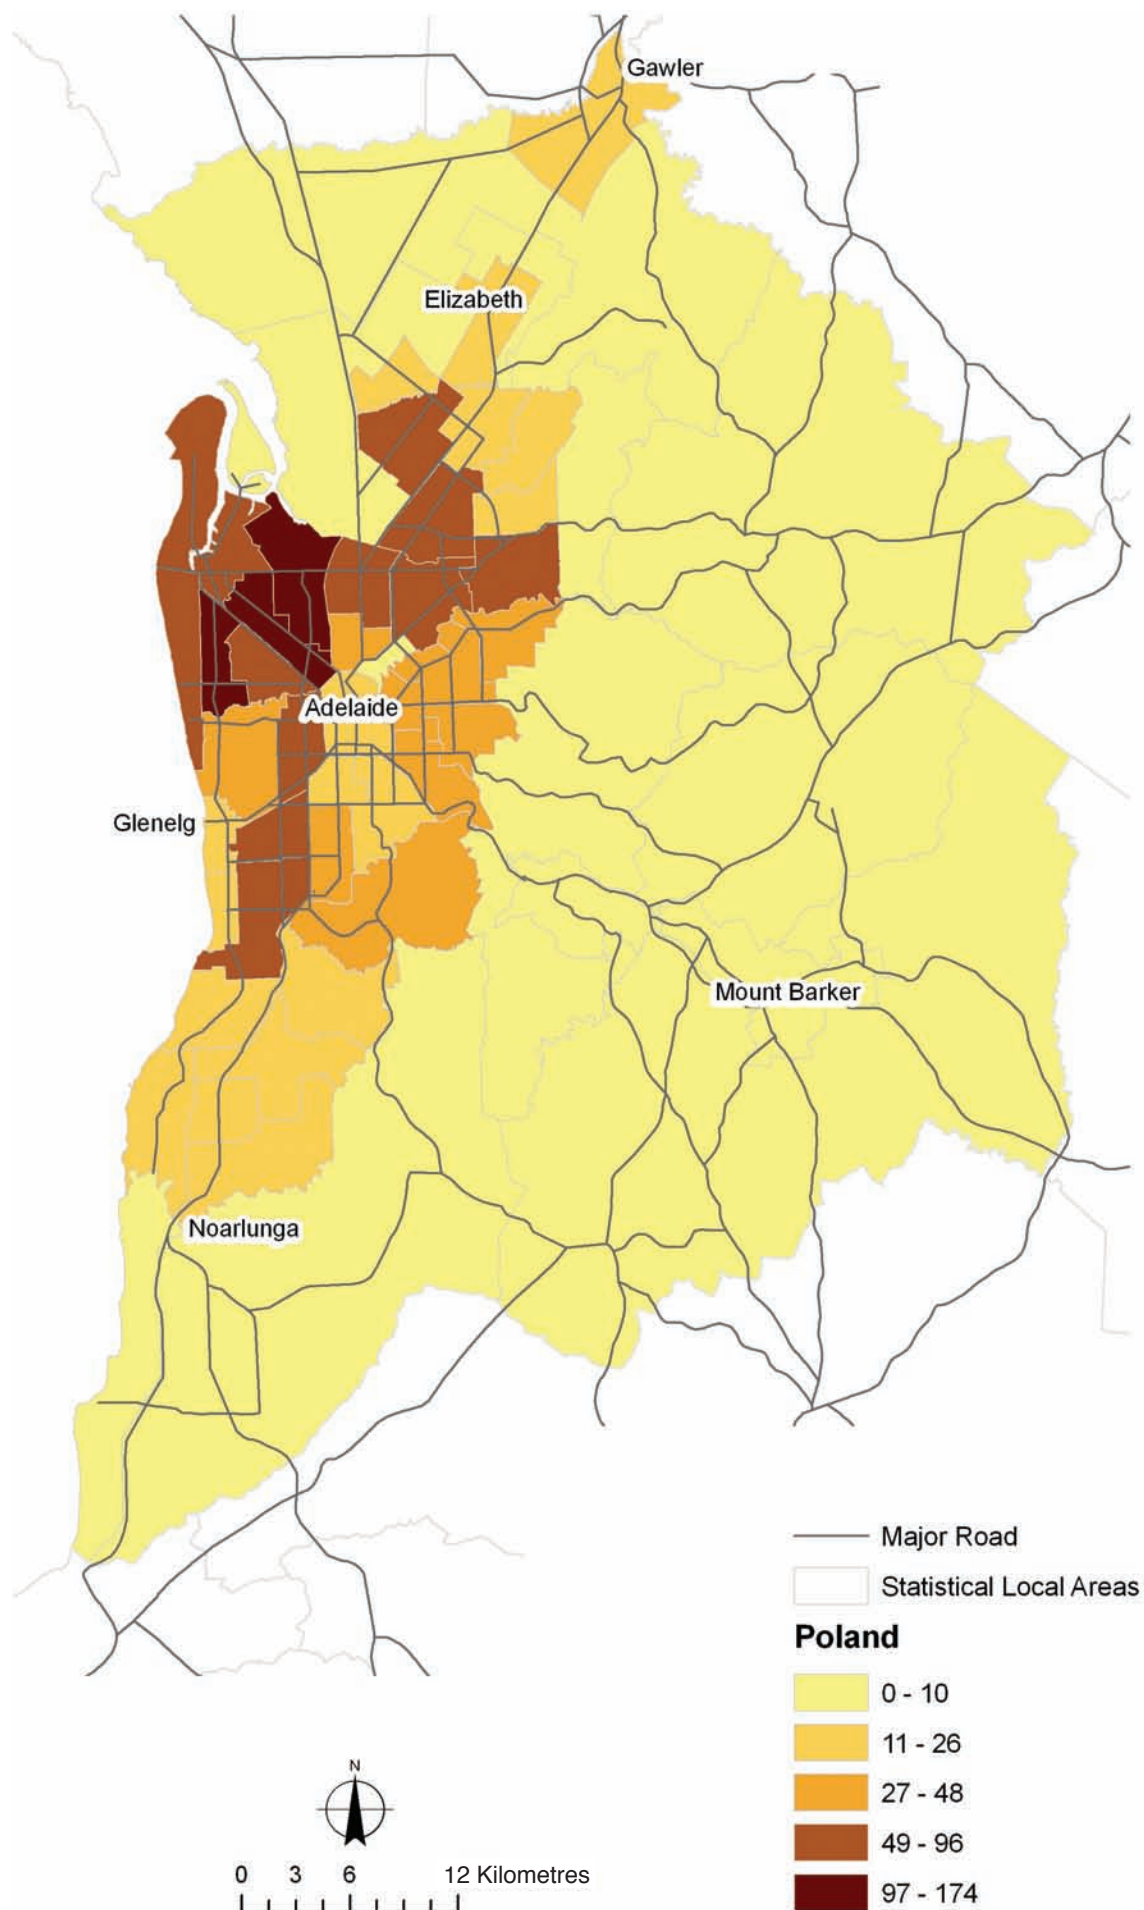 Gawler
Elizabeth
Adelaide
Glenelg
Mount Barker
Noarlunga
Major Road
Statistical Local Areas
Poland
0 - 10
11 - 26
27 - 48
49 - 96
97 - 174
N
0 3 6 12 Kilometres